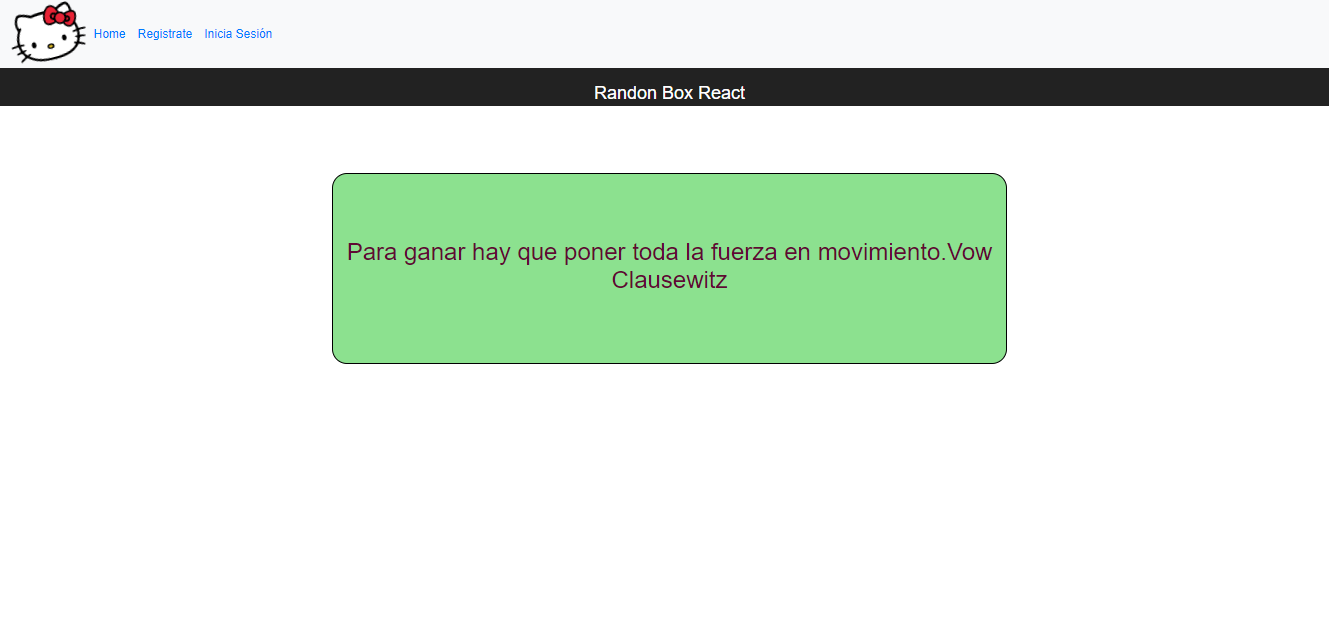 Home Registrate Inicia Sesión
Randon Box React
Para ganar hay que poner toda la fuerza en movimiento.Vow
Clausewitz